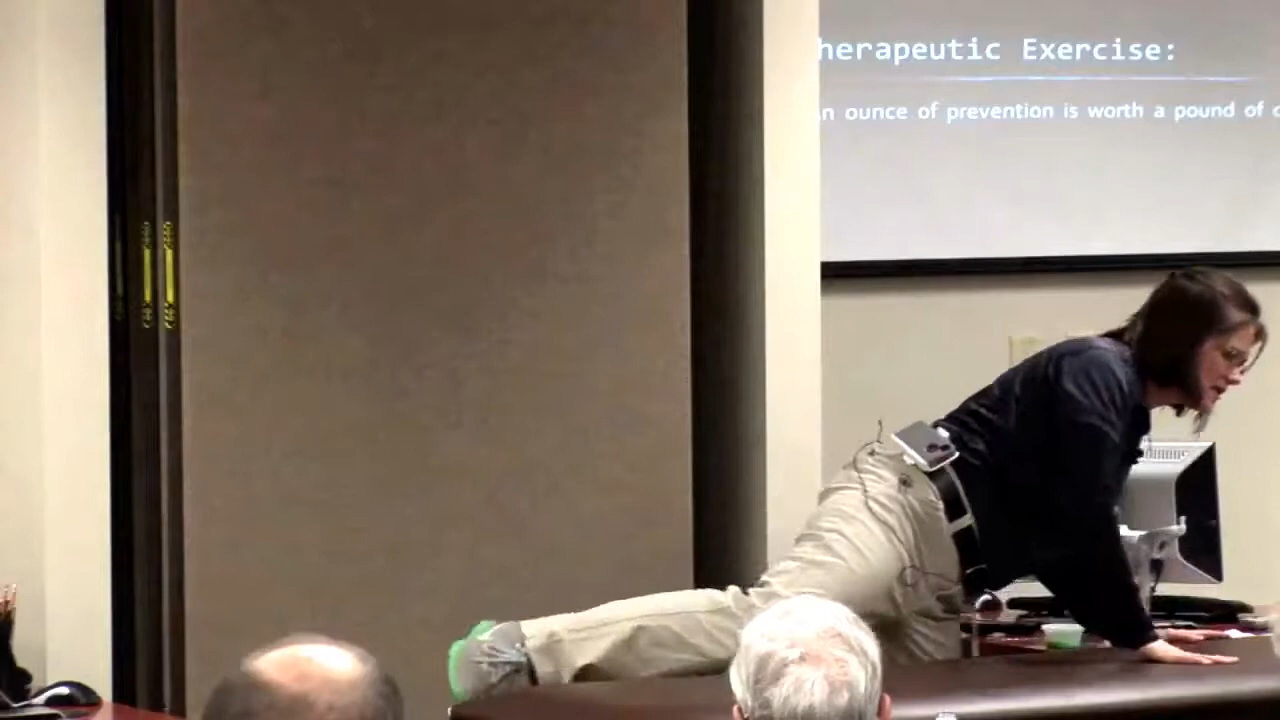 herapeutic Exercise:
n ounce of prevention is worth a pound of c